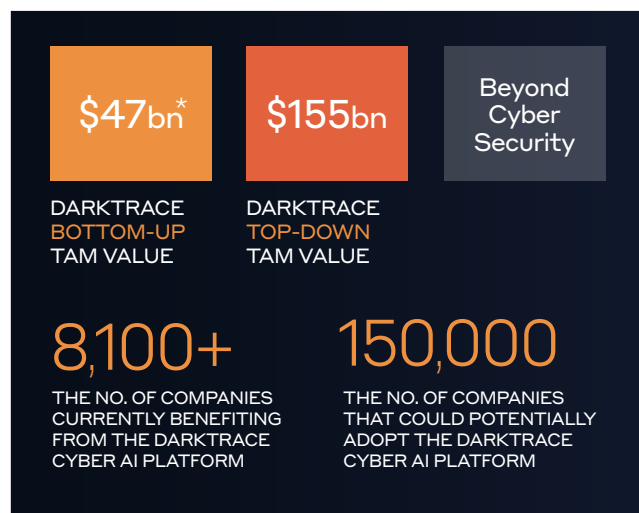 $47bn*
$155bn
Beyond
Cyber
Security
DARKTRACE
BOTTOM-UP
TAM VALUE
DARKTRACE
TOP-DOWN
TAM VALUE
8,100+
THE NO. OF COMPANIES
CURRENTLY BENEFITING
FROM THE DARKTRACE
CYBER AI PLATFORM
150,000
THE NO. OF COMPANIES
THAT COULD POTENTIALLY
ADOPT THE DARKTRACE
CYBER AI PLATFORM